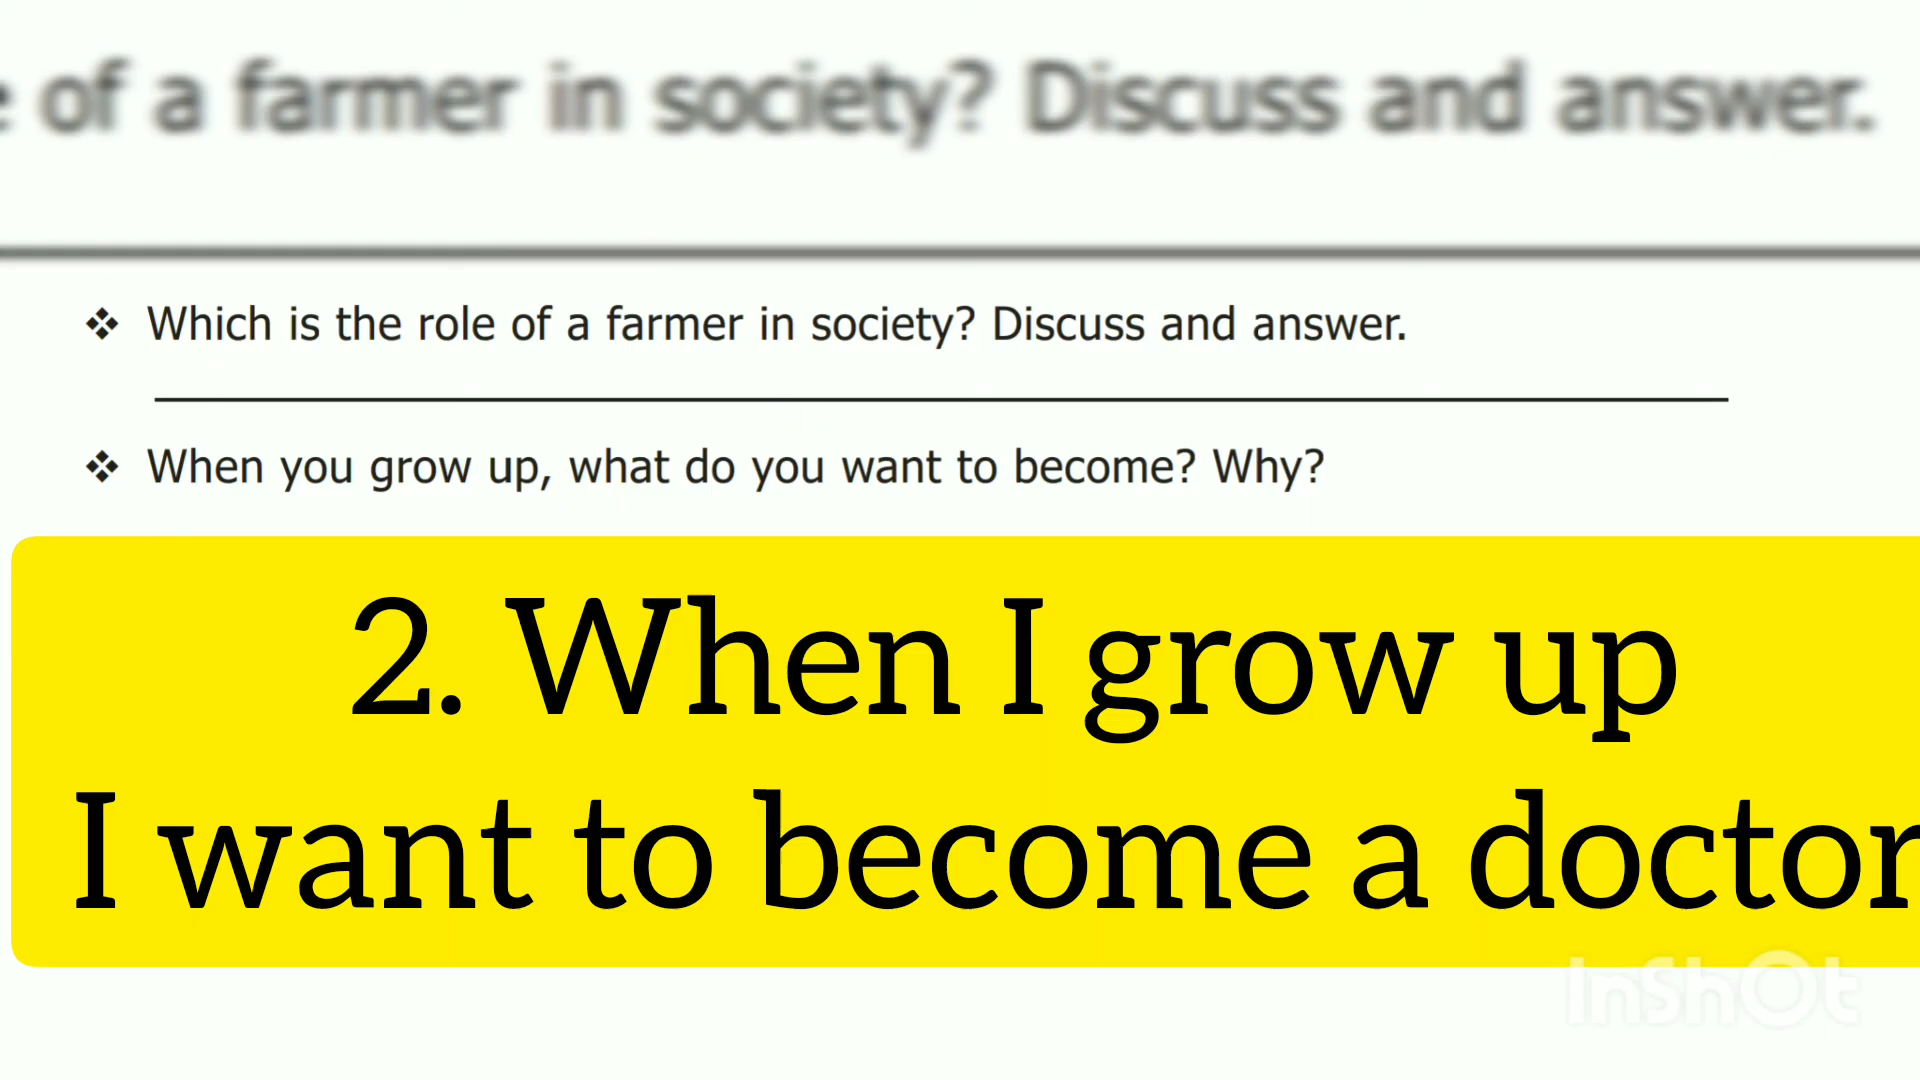 of a farmer in society? Discuss and answer.
❖ Which is the role of a farmer in society? Discuss and answer.
❖ When you grow up, what do you want to become? Why?
2. When I grow up
I want to become a doctor
InShOt